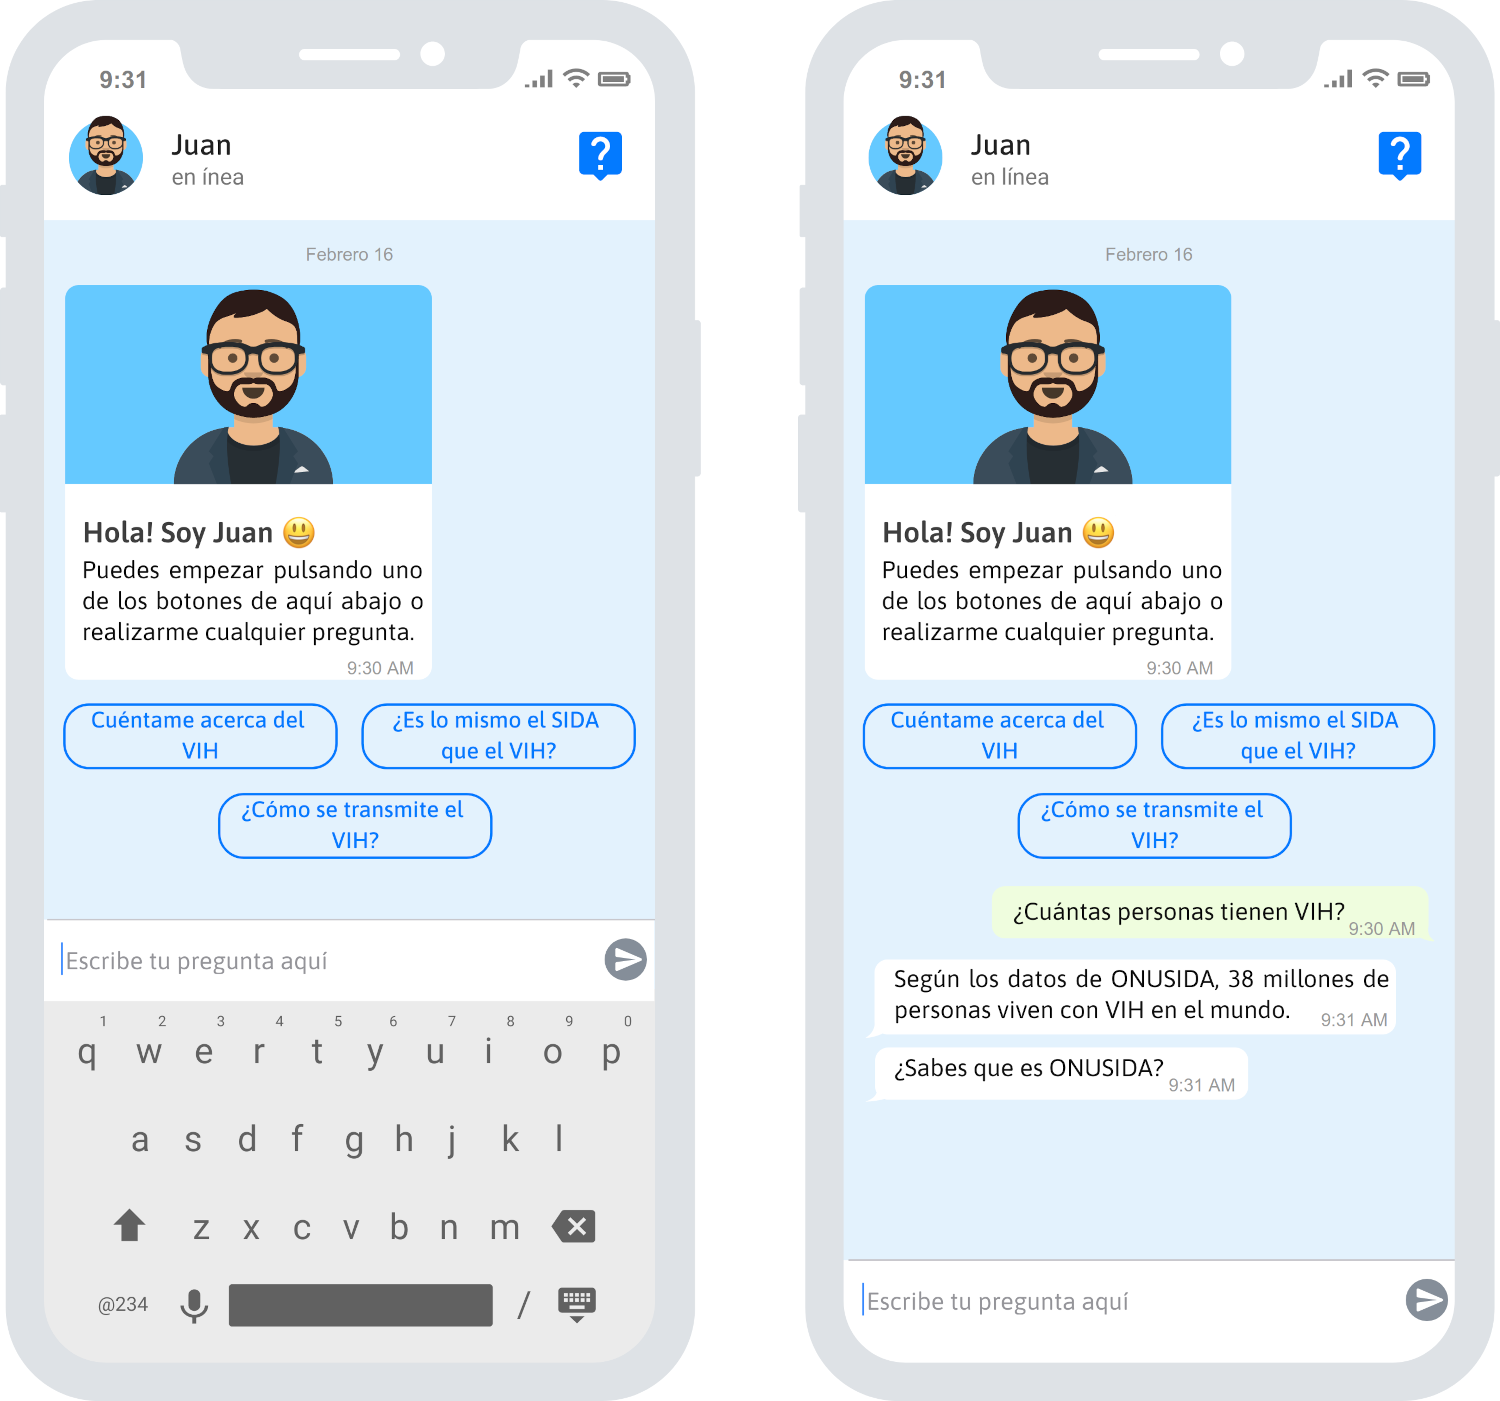 9:31
Juan
en ínea
?
Febrero 16
Hola! Soy Juan 😃
Puedes empezar pulsando uno
de los botones de aquí abajo o
realizarme cualquier pregunta.
9:30 AM
Cuéntame acerca del
VIH
¿Es lo mismo el SIDA
que el VIH?
¿Cómo se transmite el
VIH?
Escribe tu pregunta aquí
1 2 3 4 5 6 7 8 9 0
q w e r t y u i o p
a s d f g h j k l
z x c v b n m
@234 /
9:31
Juan
en línea
?
Febrero 16
Hola! Soy Juan 😃
Puedes empezar pulsando uno
de los botones de aquí abajo o
realizarme cualquier pregunta.
9:30 AM
Cuéntame acerca del
VIH
¿Es lo mismo el SIDA
que el VIH?
¿Cómo se transmite el
VIH?
¿Cuántas personas tienen VIH?
9:30 AM
Según los datos de ONUSIDA, 38 millones de
personas viven con VIH en el mundo.
9:31 AM
¿Sabes que es ONUSIDA?
9:31 AM
Escribe tu pregunta aquí